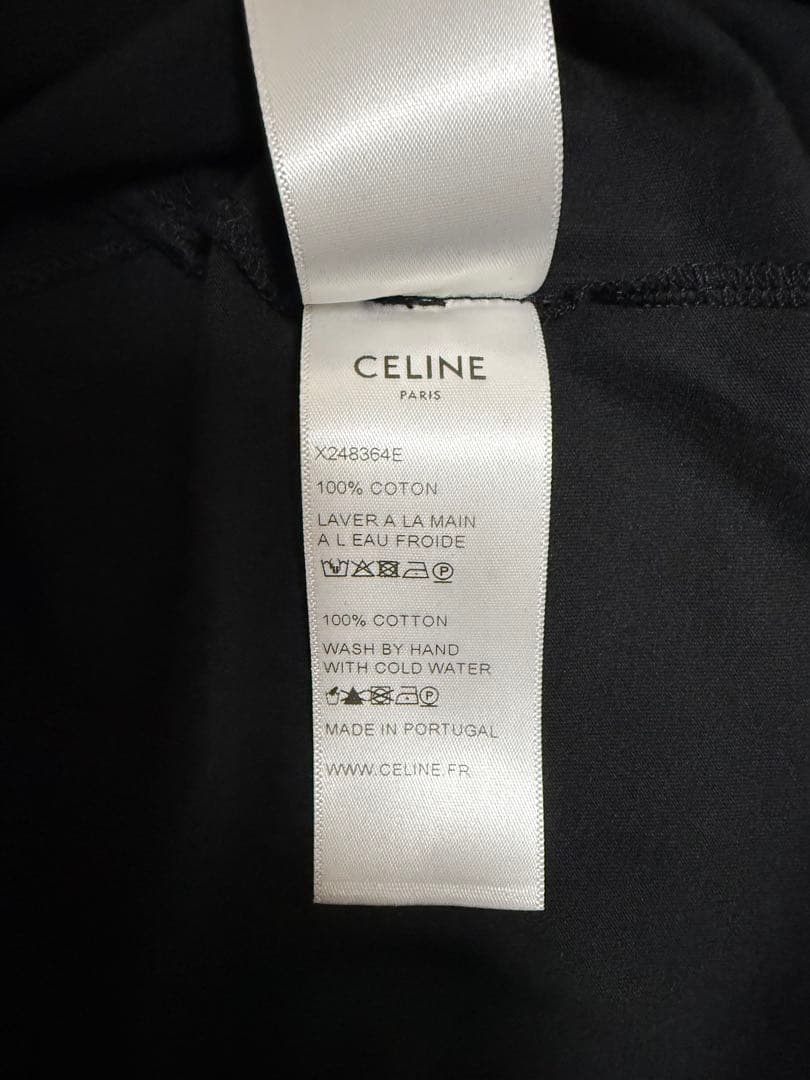 CELINE
PARIS
X248364E
100% COTON
LAVER A LA MAIN
A L EAU FROIDE
P
100% COTTON
WASH BY HAND
WITH COLD WATER
P
MADE IN PORTUGAL
WWW.CELINE.FR